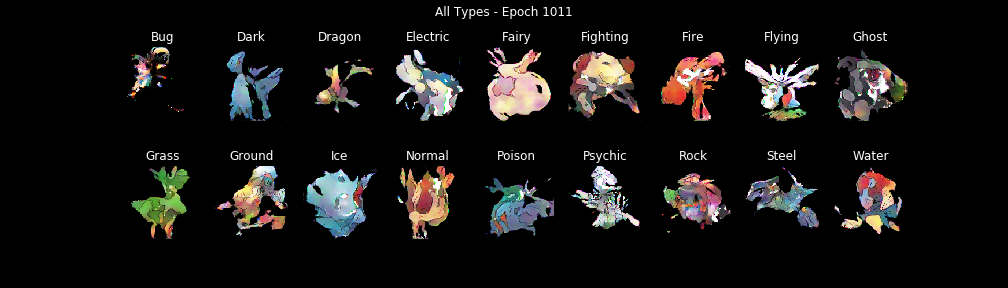 All Types - Epoch 1011
Bug Dark Dragon Electric Fairy Fighting Fire Flying Ghost
Grass Ground Ice Normal Poison Psychic Rock Steel Water